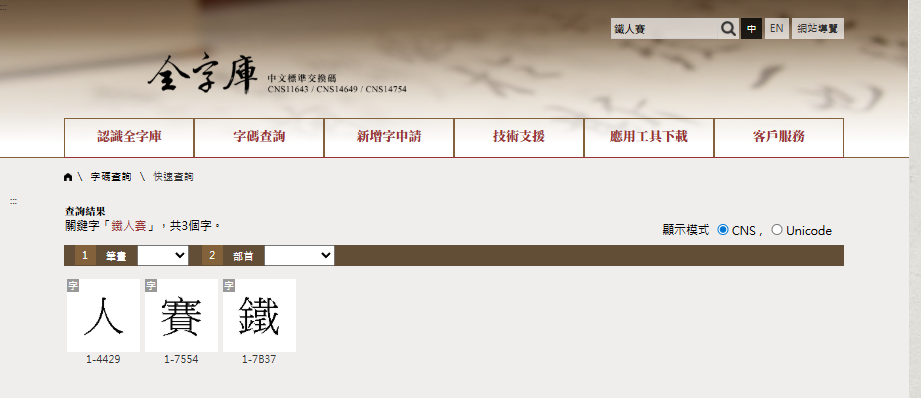 :::
鐵人賽
中
EN
網站導覽
全字庫
中文標準交換碼
CNS11643 / CNS14649 / CNS14754
認識全字庫
字碼查詢
新增字申請
技術支援
應用工具下載
客戶服務
\ 字碼查詢 \ 快速查詢
:::
查詢結果
關鍵字「鐵人賽」，共3個字。
顯示模式 CNS , Unicode
1 筆畫 2 部首
字 字 字
人 賽 鐵
1-4429 1-7554 1-7B37